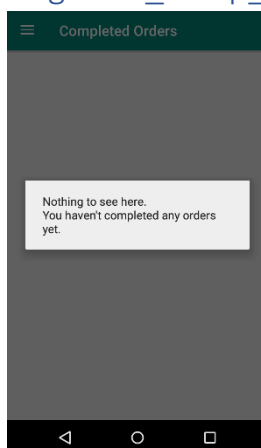 Completed Orders
Nothing to see here.
You haven't completed any orders
yet.